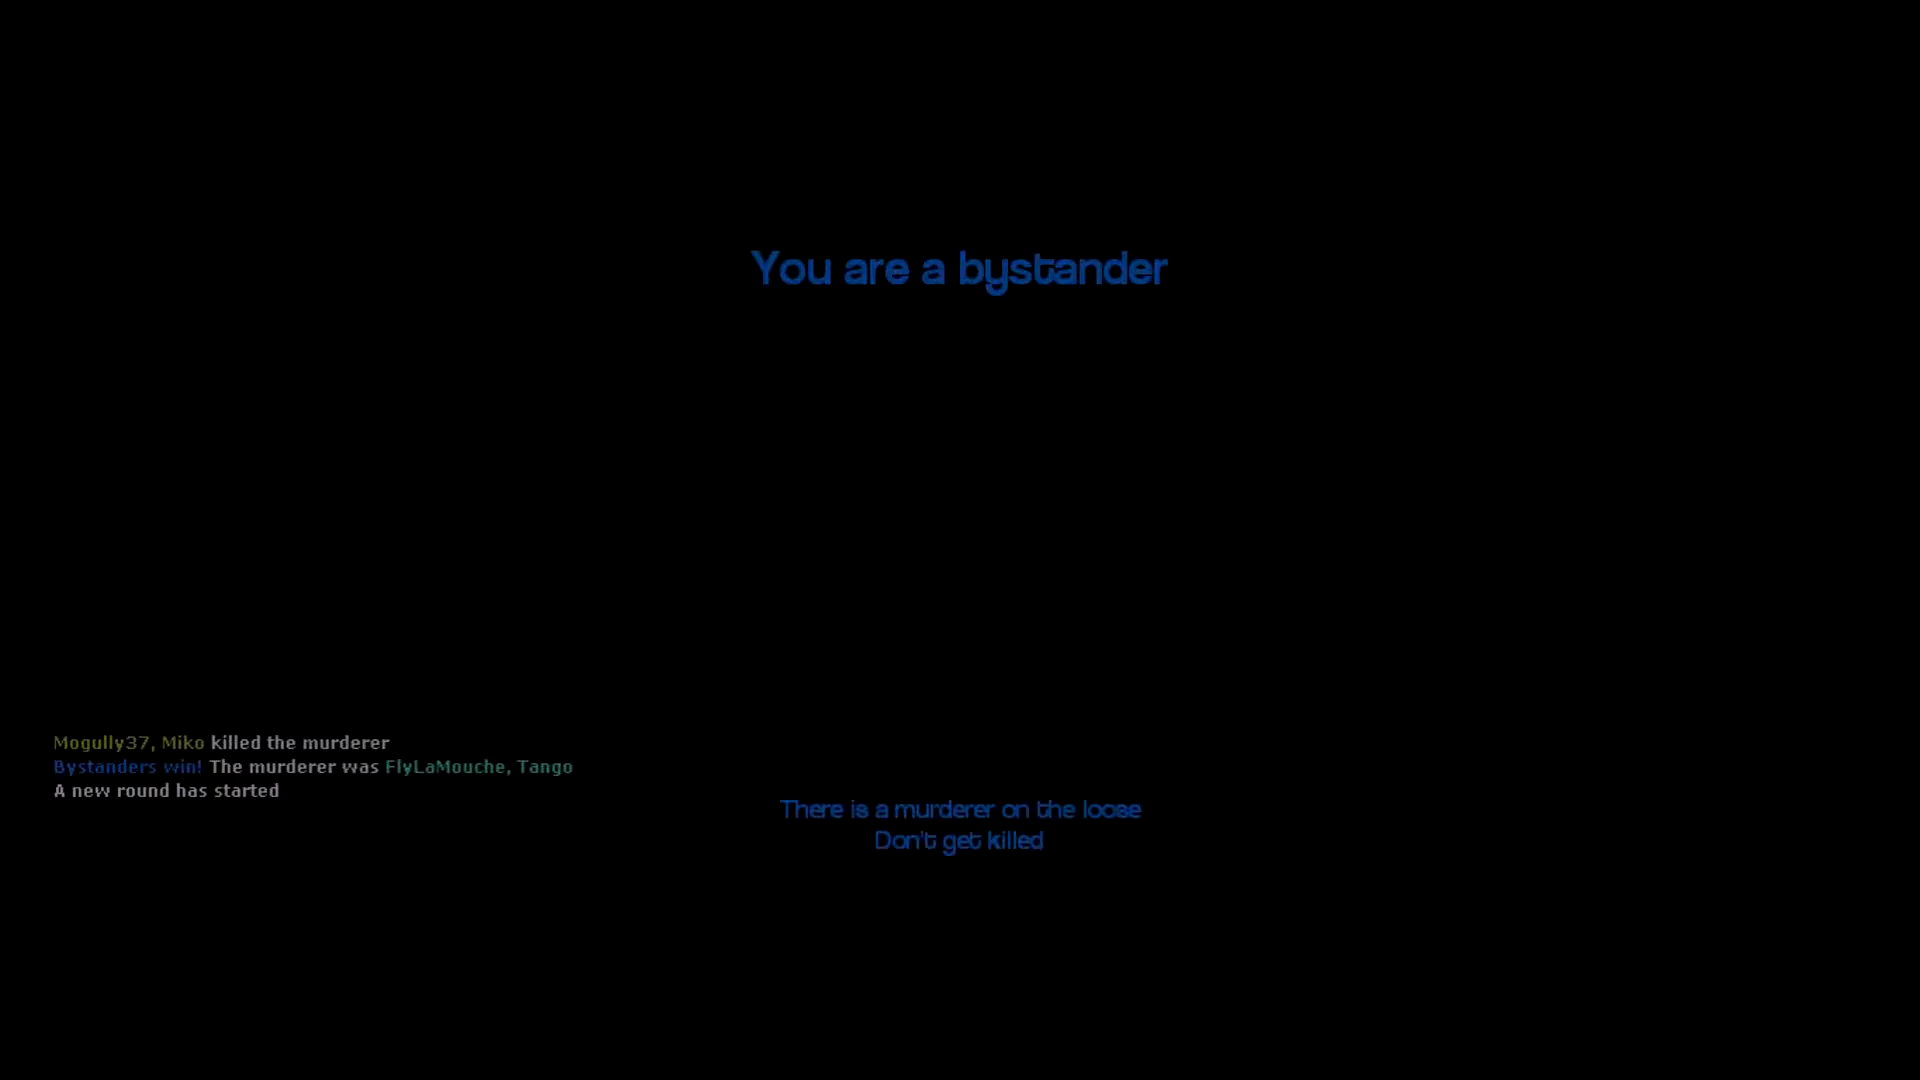 You are a bystander
Mogully37, Miko killed the murderer
Bystanders win! The murderer was FlyLaMouche, Tango
A new round has started
There is a murderer on the loose
Don't get killed